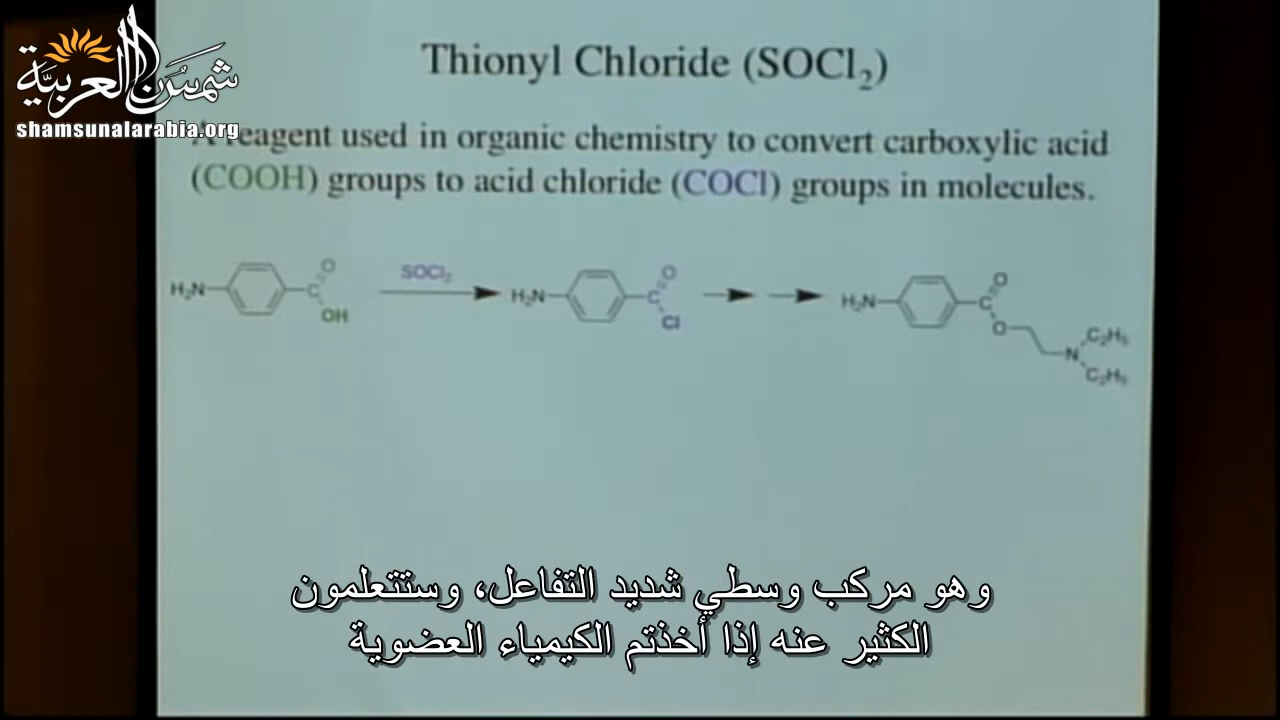 شمس العربية
shamsunalarabia.org
Thionyl Chloride (SOCl₂)
A reagent used in organic chemistry to convert carboxylic acid
(COOH) groups to acid chloride (COCl) groups in molecules.
H₂N C O OH
SOCl₂
H₂N C O Cl
H₂N C O O N C₂H₅ C₂H₅
وهو مركب وسطي شديد التفاعل، وستتعلمون
الكثير عنه إذا أخذتم الكيمياء العضوية